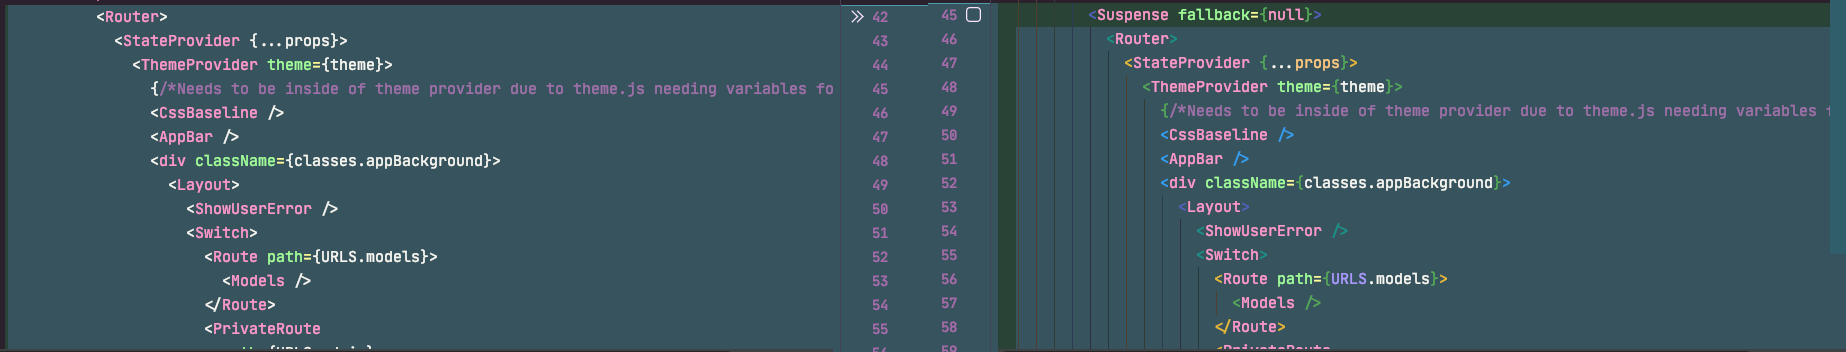 <Router>
<StateProvider {...props}>
<ThemeProvider theme={theme}>
{/*Needs to be inside of theme provider due to theme.js needing variables fo
<CssBaseline />
<AppBar />
<div className={classes.appBackground}>
<Layout>
<ShowUserError />
<Switch>
<Route path={URLS.models}>
<Models />
</Route>
<PrivateRoute
42
43
44
45
46
47
48
49
50
51
52
53
54
55
45
46
47
48
49
50
51
52
53
54
55
56
57
58
<Suspense fallback={null}>
<Router>
<StateProvider {...props}>
<ThemeProvider theme={theme}>
{/*Needs to be inside of theme provider due to theme.js needing variables f
<CssBaseline />
<AppBar />
<div className={classes.appBackground}>
<Layout>
<ShowUserError />
<Switch>
<Route path={URLS.models}>
<Models />
</Route>